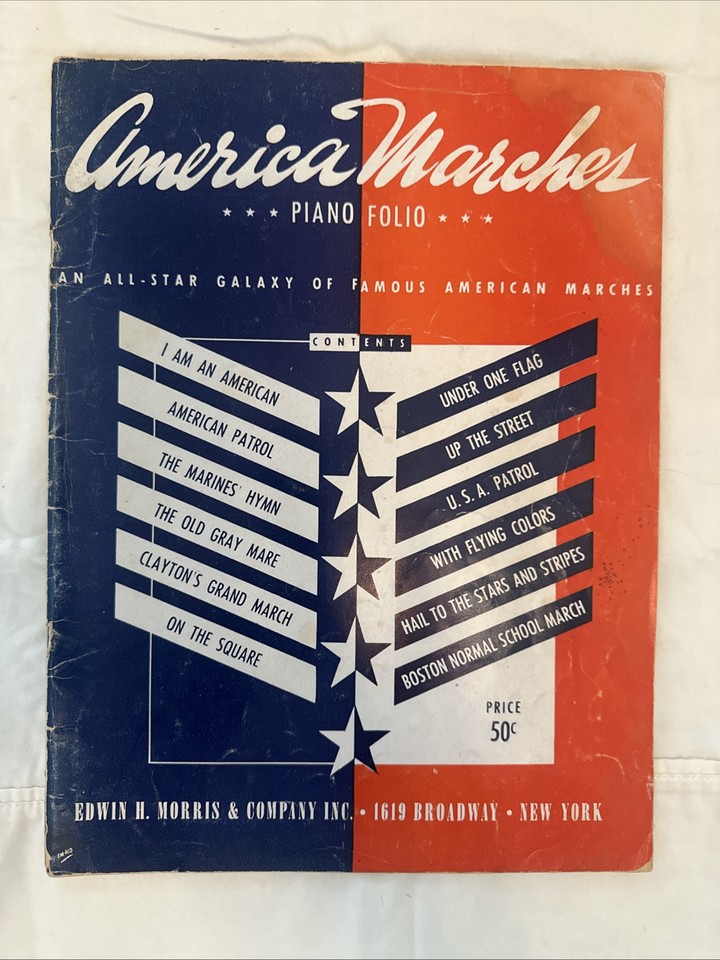 America Marches
★ ★ ★ PIANO FOLIO ★ ★ ★
AN ALL-STAR GALAXY OF FAMOUS AMERICAN MARCHES
CONTENTS
I AM AN AMERICAN
AMERICAN PATROL
THE MARINES' HYMN
THE OLD GRAY MARE
CLAYTON'S GRAND MARCH
ON THE SQUARE
UNDER ONE FLAG
UP THE STREET
U.S.A. PATROL
WITH FLYING COLORS
HAIL TO THE STARS AND STRIPES
BOSTON NORMAL SCHOOL MARCH
PRICE
50¢
EDWIN H. MORRIS & COMPANY INC. • 1619 BROADWAY • NEW YORK